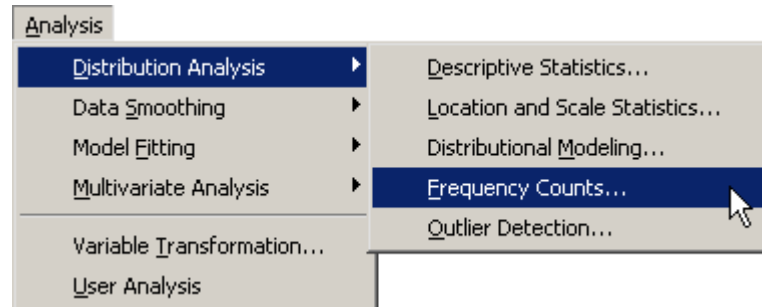 Analysis
Distribution Analysis
Data Smoothing
Model Fitting
Multivariate Analysis
Variable Transformation...
User Analysis
Descriptive Statistics...
Location and Scale Statistics...
Distributional Modeling...
Frequency Counts...
Outlier Detection...